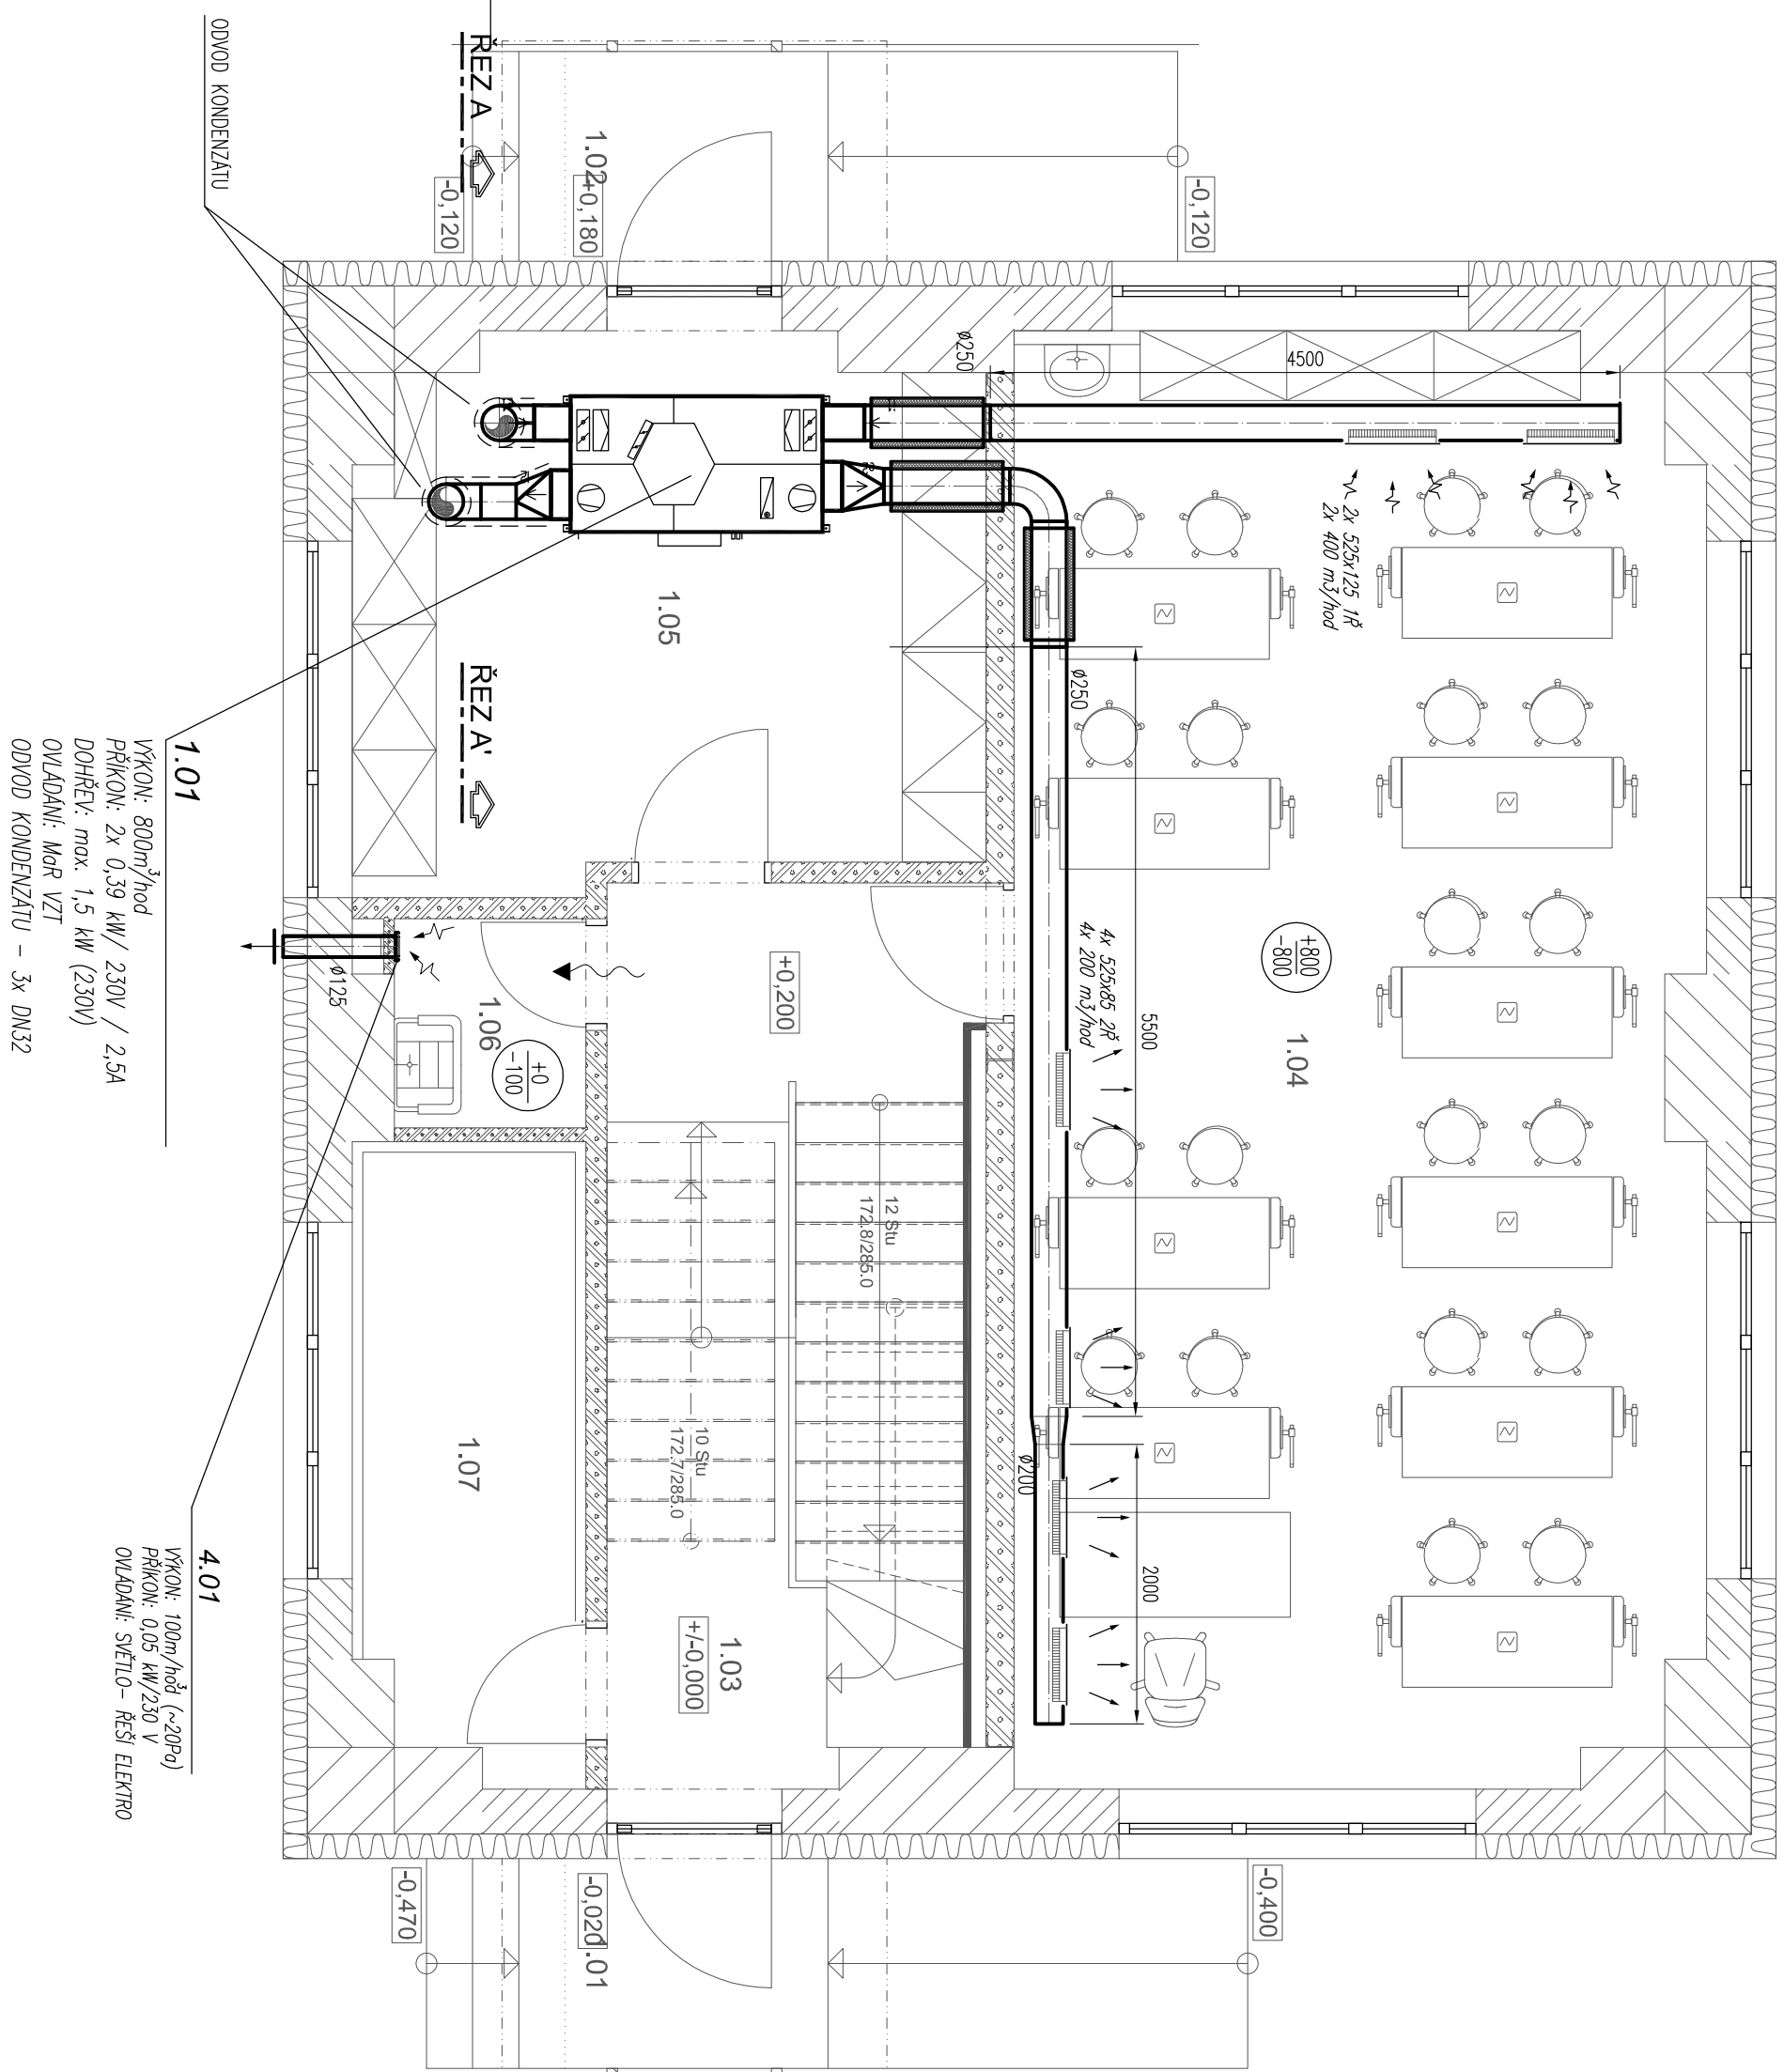 ODVOD KONDENZÁTU
ŘEZ A
1.02
+0,180
-0,120
-0,120
Ø250
4500
2x 525x125 1Ř
2x 400 m3/hod
1.05
ŘEZ A'
Ø250
5500
4x 525x85 2Ř
4x 200 m3/hod
+800
-800
1.04
+0,200
Ø125
1.06
+0
-100
12 Stu
172.8/285.0
10 Stu
172.7/285.0
1.07
Ø200
2000
1.03
+/-0,000
-0,470
-0,020
1.01
-0,400
1.01
VÝKON: 800m³/hod
PŘÍKON: 2x 0,39 kW/ 230V / 2,5A
DOHŘEV: max. 1,5 kW (230V)
OVLÁDÁNÍ: MaR VZT
ODVOD KONDENZÁTU - 3x DN32
4.01
VÝKON: 100m³/hod (~20Pa)
PŘÍKON: 0,05 kW/230 V
OVLÁDÁNÍ: SVĚTLO- ŘEŠÍ ELEKTRO